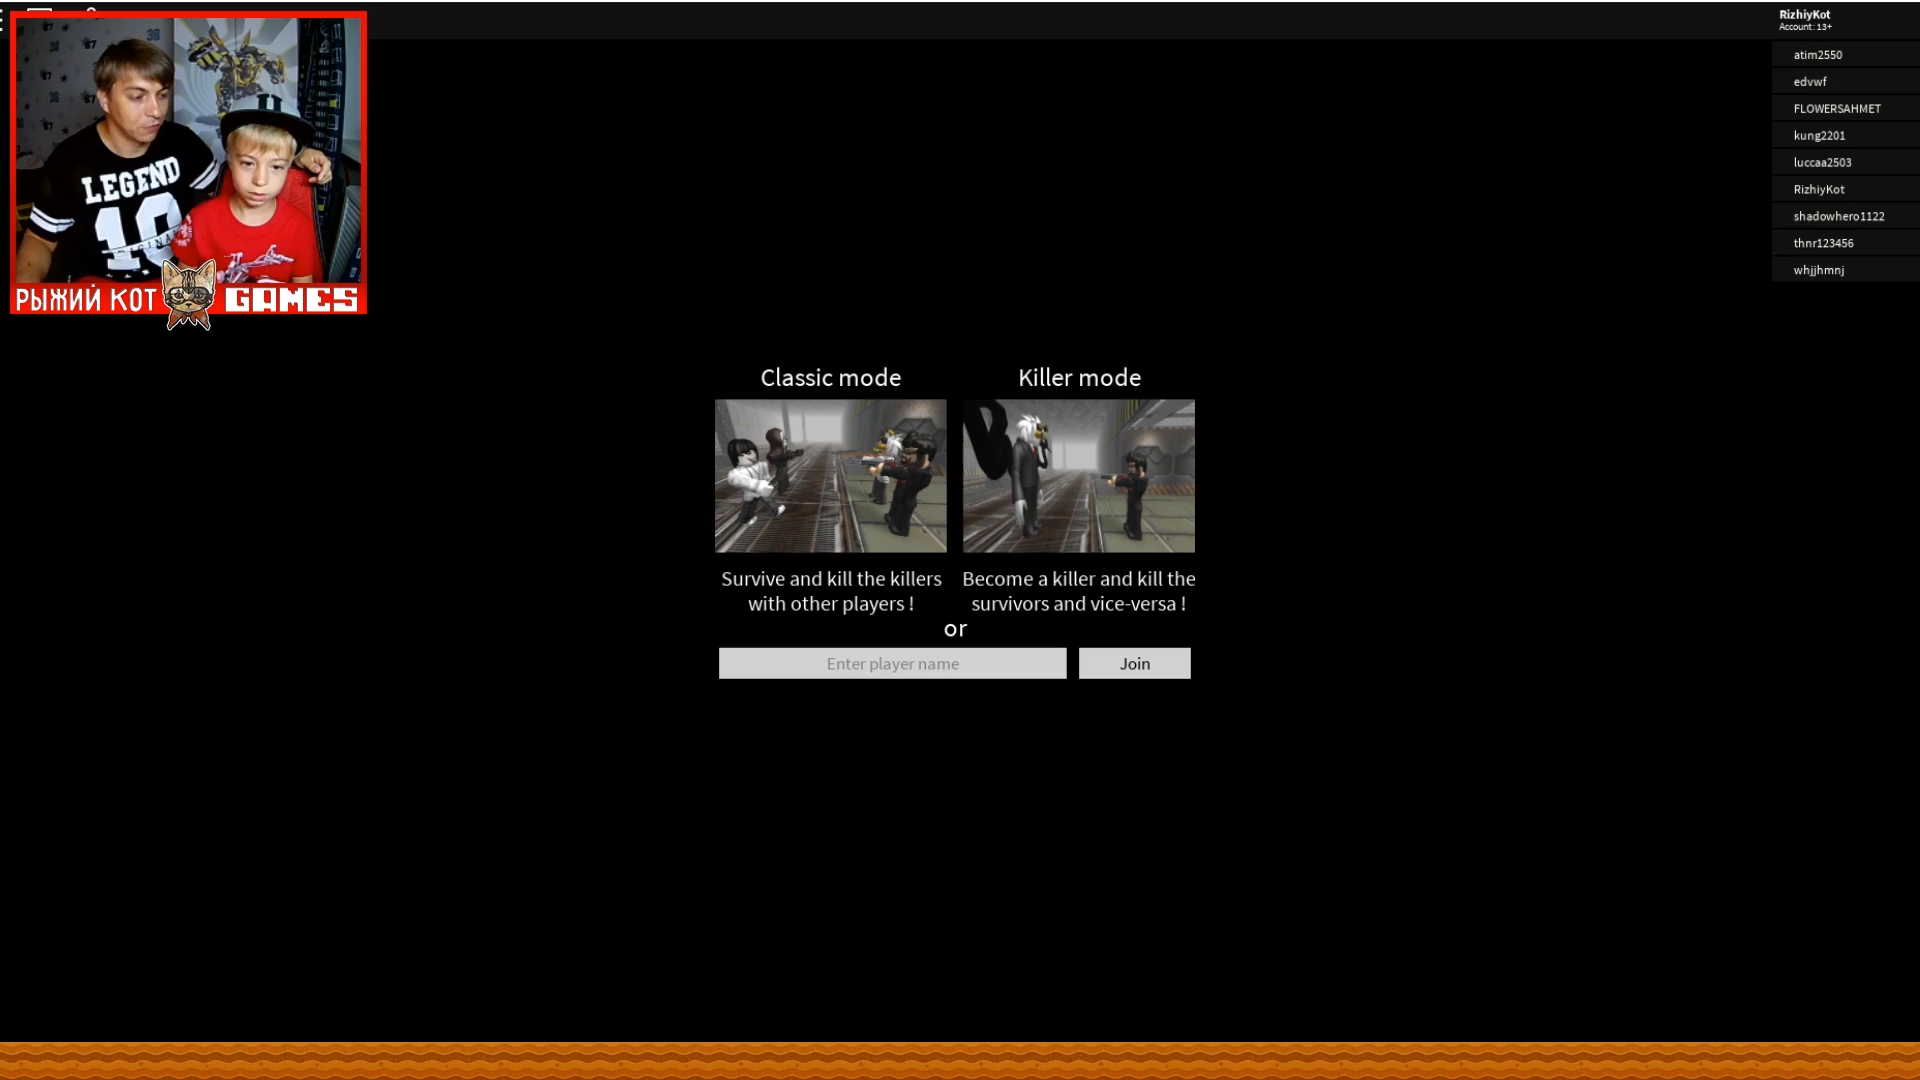 RizhiyKot
Account: 13+
atim2550
edvwf
FLOWERSAHMET
kung2201
luccaa2503
RizhiyKot
shadowhero1122
thnr123456
whjjhmnj
LEGEND
10
ORIGINAL
РЫЖИЙ КОТ GAMES
Classic mode
Killer mode
Survive and kill the killers
with other players !
Become a killer and kill the
survivors and vice-versa !
or
Enter player name
Join